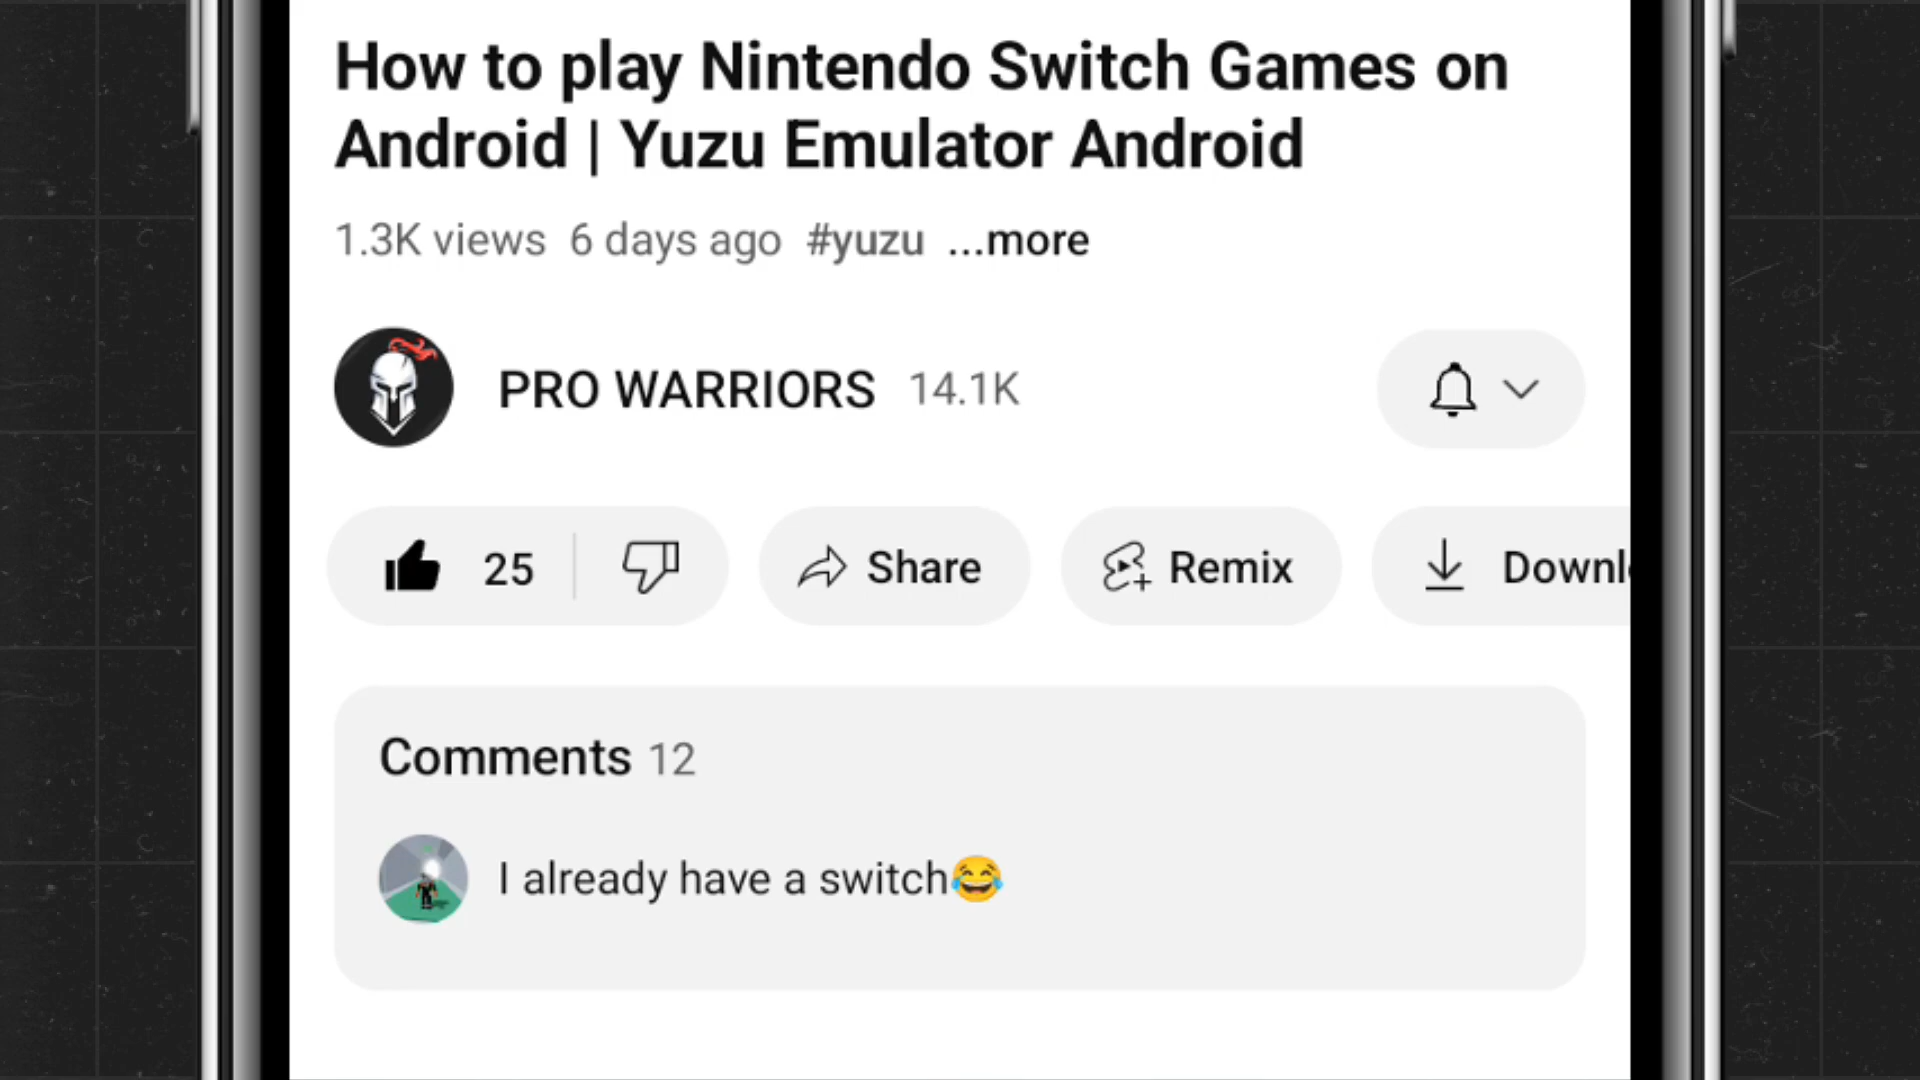 How to play Nintendo Switch Games on
Android | Yuzu Emulator Android
1.3K views 6 days ago #yuzu ...more
PRO WARRIORS 14.1K
25 Share Remix Downl
Comments 12
I already have a switch😂